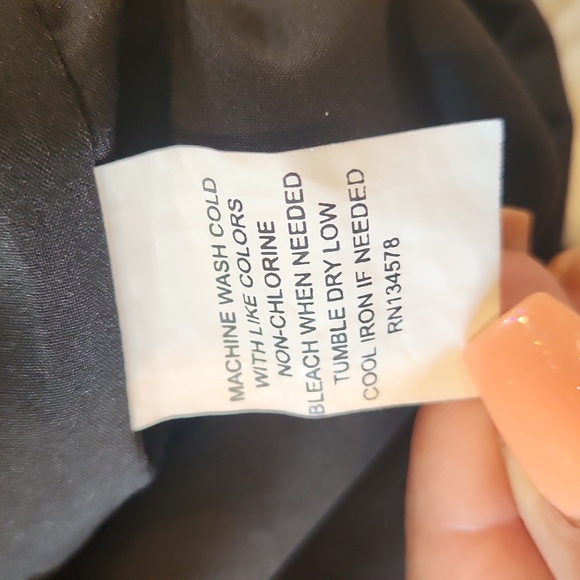 MACHINE WASH COLD
WITH LIKE COLORS
NON-CHLORINE
BLEACH WHEN NEEDED
TUMBLE DRY LOW
COOL IRON IF NEEDED
RN134578